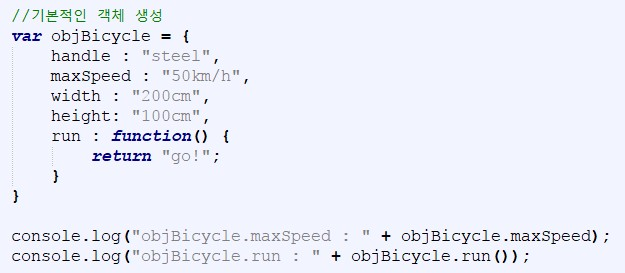 //기본적인 객체 생성
var objBicycle = {
    handle : "steel",
    maxSpeed : "50km/h",
    width : "200cm",
    height: "100cm",
    run : function() {
        return "go!";
    }
}

console.log("objBicycle.maxSpeed : " + objBicycle.maxSpeed);
console.log("objBicycle.run : " + objBicycle.run());